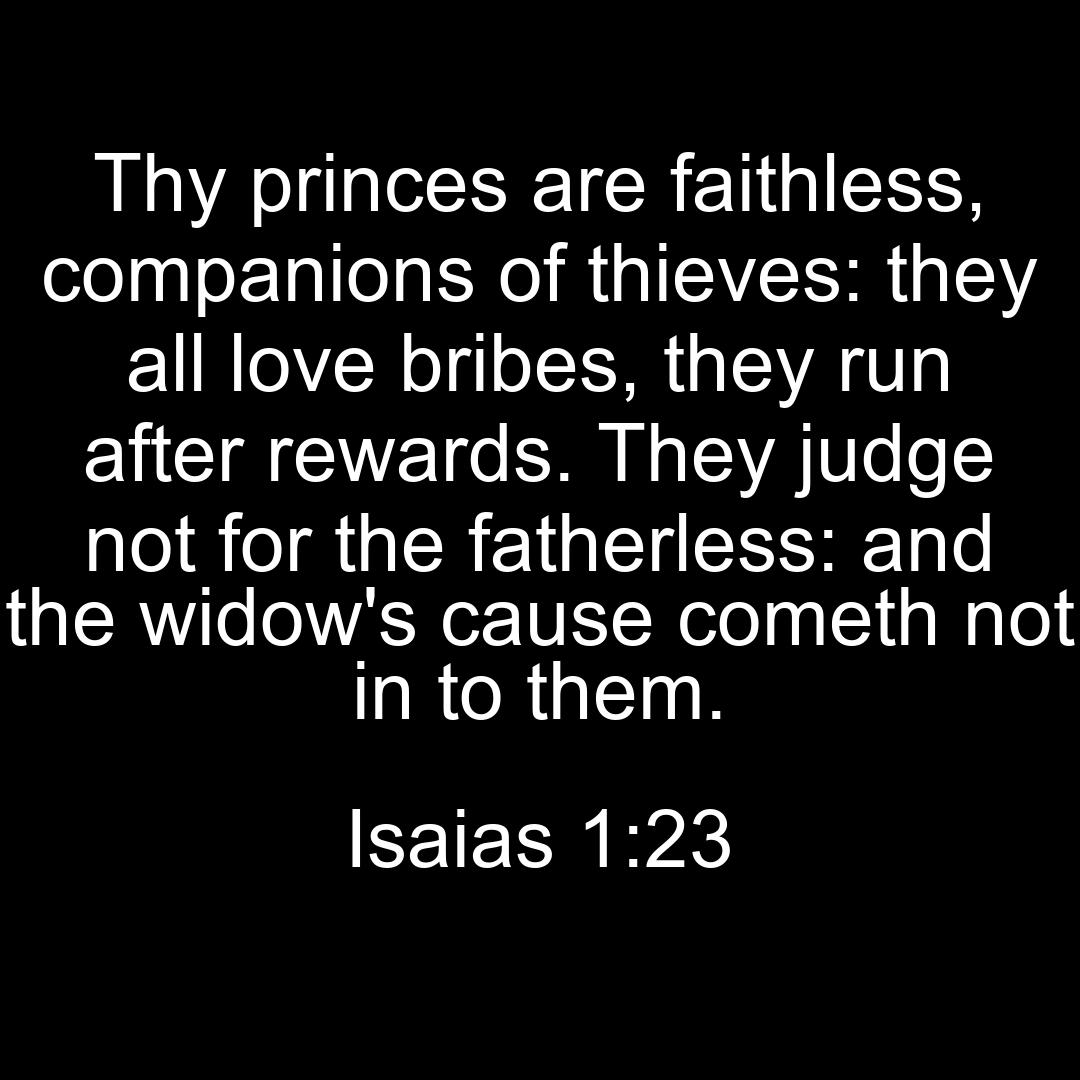 Thy princes are faithless,
companions of thieves: they
all love bribes, they run
after rewards. They judge
not for the fatherless: and
the widow's cause cometh not
in to them.
Isaias 1:23